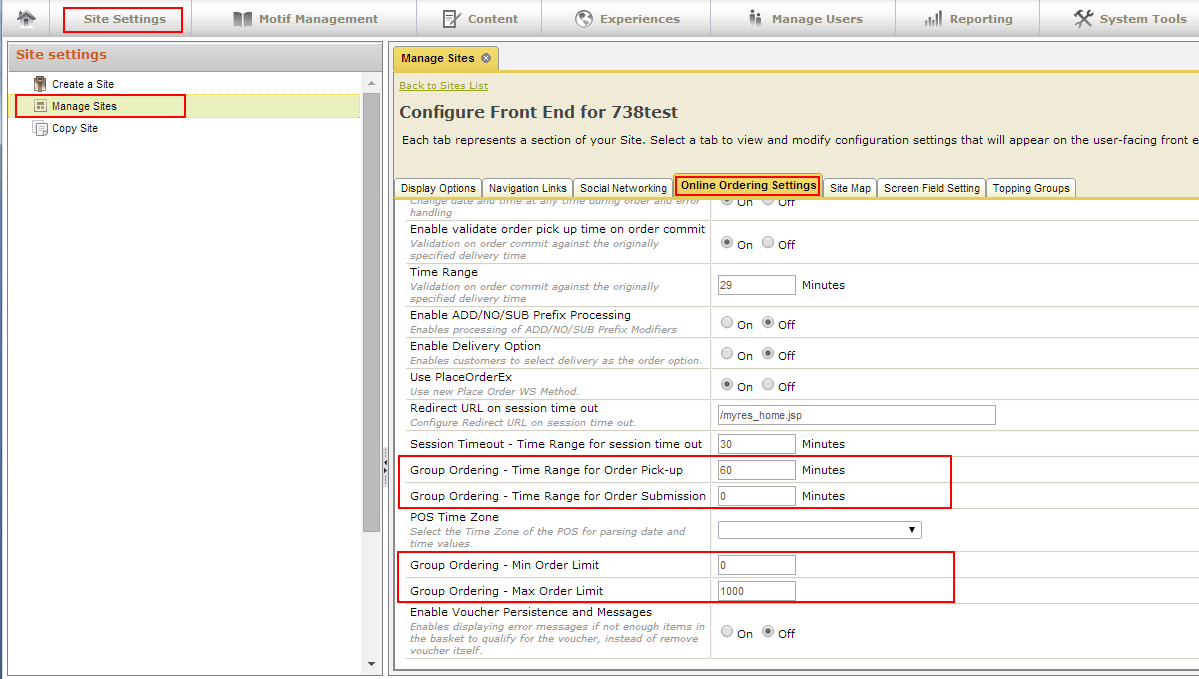 Site Settings
Motif Management
Content
Experiences
Manage Users
Reporting
System Tools
Site settings
Create a Site
Manage Sites
Copy Site
Manage Sites
Back to Sites List
Configure Front End for 738test
Each tab represents a section of your Site. Select a tab to view and modify configuration settings that will appear on the user-facing front e
Display Options
Navigation Links
Social Networking
Online Ordering Settings
Site Map
Screen Field Setting
Topping Groups
Change date and time at any time during order and error
handling
On Off
Enable validate order pick up time on order commit
Validation on order commit against the originally
specified delivery time
On Off
Time Range
Validation on order commit against the originally
specified delivery time
29 Minutes
Enable ADD/NO/SUB Prefix Processing
Enables processing of ADD/NO/SUB Prefix Modifiers
On Off
Enable Delivery Option
Enables customers to select delivery as the order option.
On Off
Use PlaceOrderEx
Use new Place Order WS Method.
On Off
Redirect URL on session time out
Configure Redirect URL on session time out.
/myres_home.jsp
Session Timeout - Time Range for session time out 30 Minutes
Group Ordering - Time Range for Order Pick-up 60 Minutes
Group Ordering - Time Range for Order Submission 0 Minutes
POS Time Zone
Select the Time Zone of the POS for parsing date and
time values.
Group Ordering - Min Order Limit 0
Group Ordering - Max Order Limit 1000
Enable Voucher Persistence and Messages
Enables displaying error messages if not enough items in
the basket to qualify for the voucher, instead of remove
voucher itself.
On Off